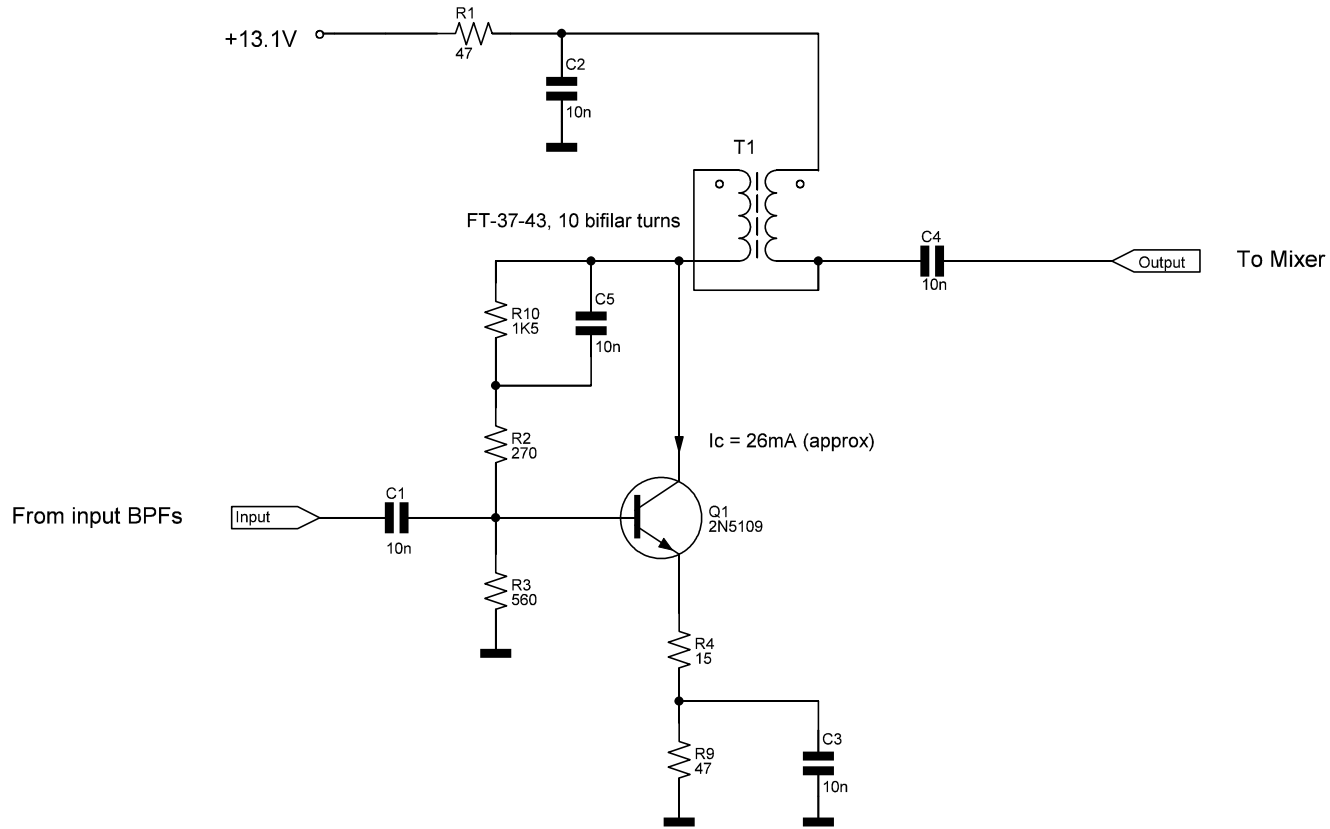 R1
+13.1V
47
C2
10n
T1
FT-37-43, 10 bifilar turns
C4
Output
To Mixer
10n
C5
R10
1K5
10n
R2
270
Ic = 26mA (approx)
C1
From input BPFs
Input
10n
Q1
2N5109
R3
560
R4
15
C3
R9
47
10n